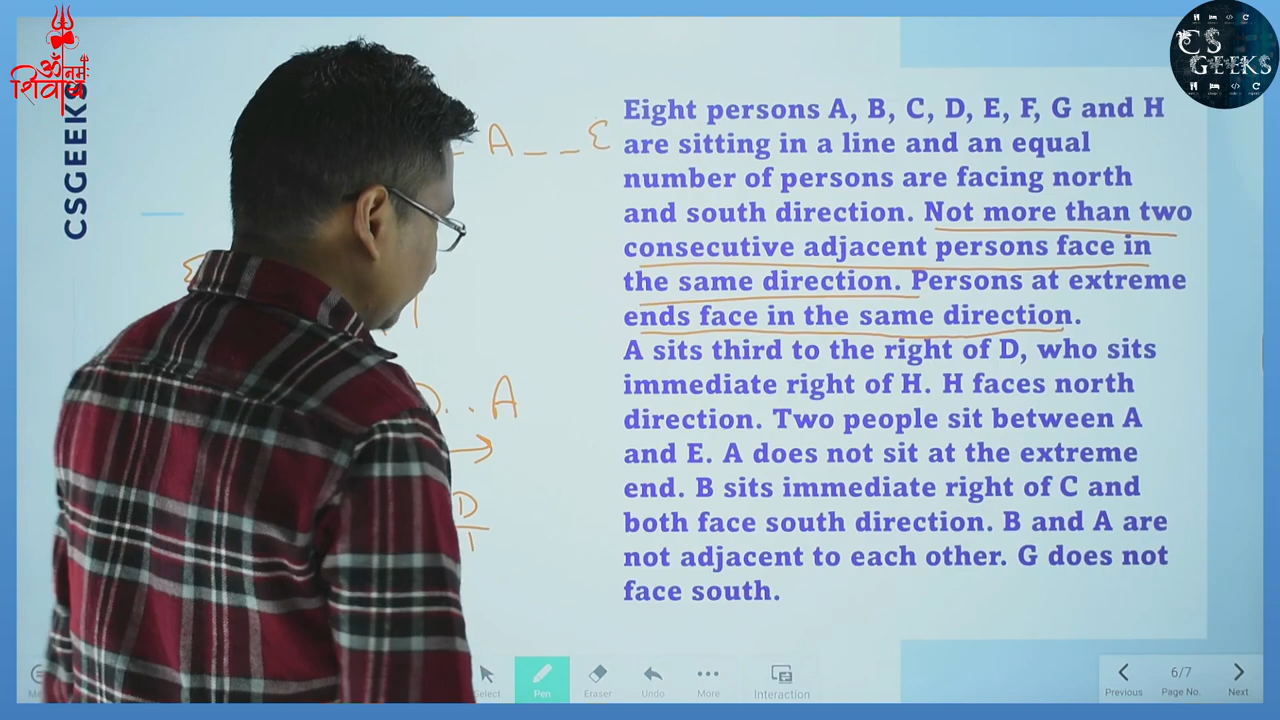 ॐ नमः
शिवाय
CS
GEEKS
CSGEEKS
A _ _ E
Eight persons A, B, C, D, E, F, G and H
are sitting in a line and an equal
number of persons are facing north
and south direction. Not more than two
consecutive adjacent persons face in
the same direction. Persons at extreme
ends face in the same direction.
A sits third to the right of D, who sits
immediate right of H. H faces north
direction. Two people sit between A
and E. A does not sit at the extreme
end. B sits immediate right of C and
both face south direction. B and A are
not adjacent to each other. G does not
face south.
D . . A
D
Select
Pen
Eraser
Undo
More
Interaction
Previous
6/7
Page No.
Next